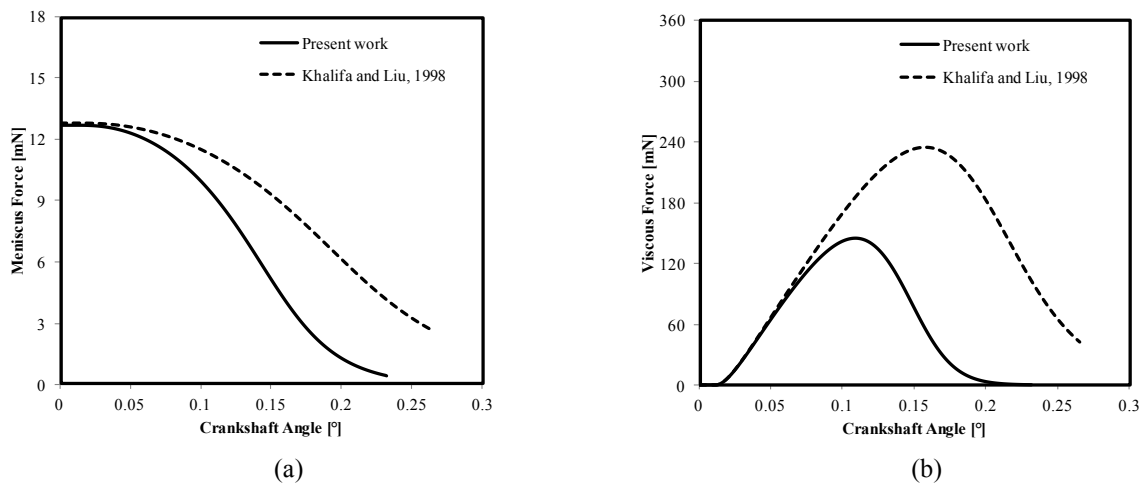 18
15
12
9
6
3
0
Meniscus Force [mN]
Present work
Khalifa and Liu, 1998
0 0.05 0.1 0.15 0.2 0.25 0.3
Crankshaft Angle [°]
(a)
360
300
240
180
120
60
0
Viscous Force [mN]
Present work
Khalifa and Liu, 1998
0 0.05 0.1 0.15 0.2 0.25 0.3
Crankshaft Angle [°]
(b)